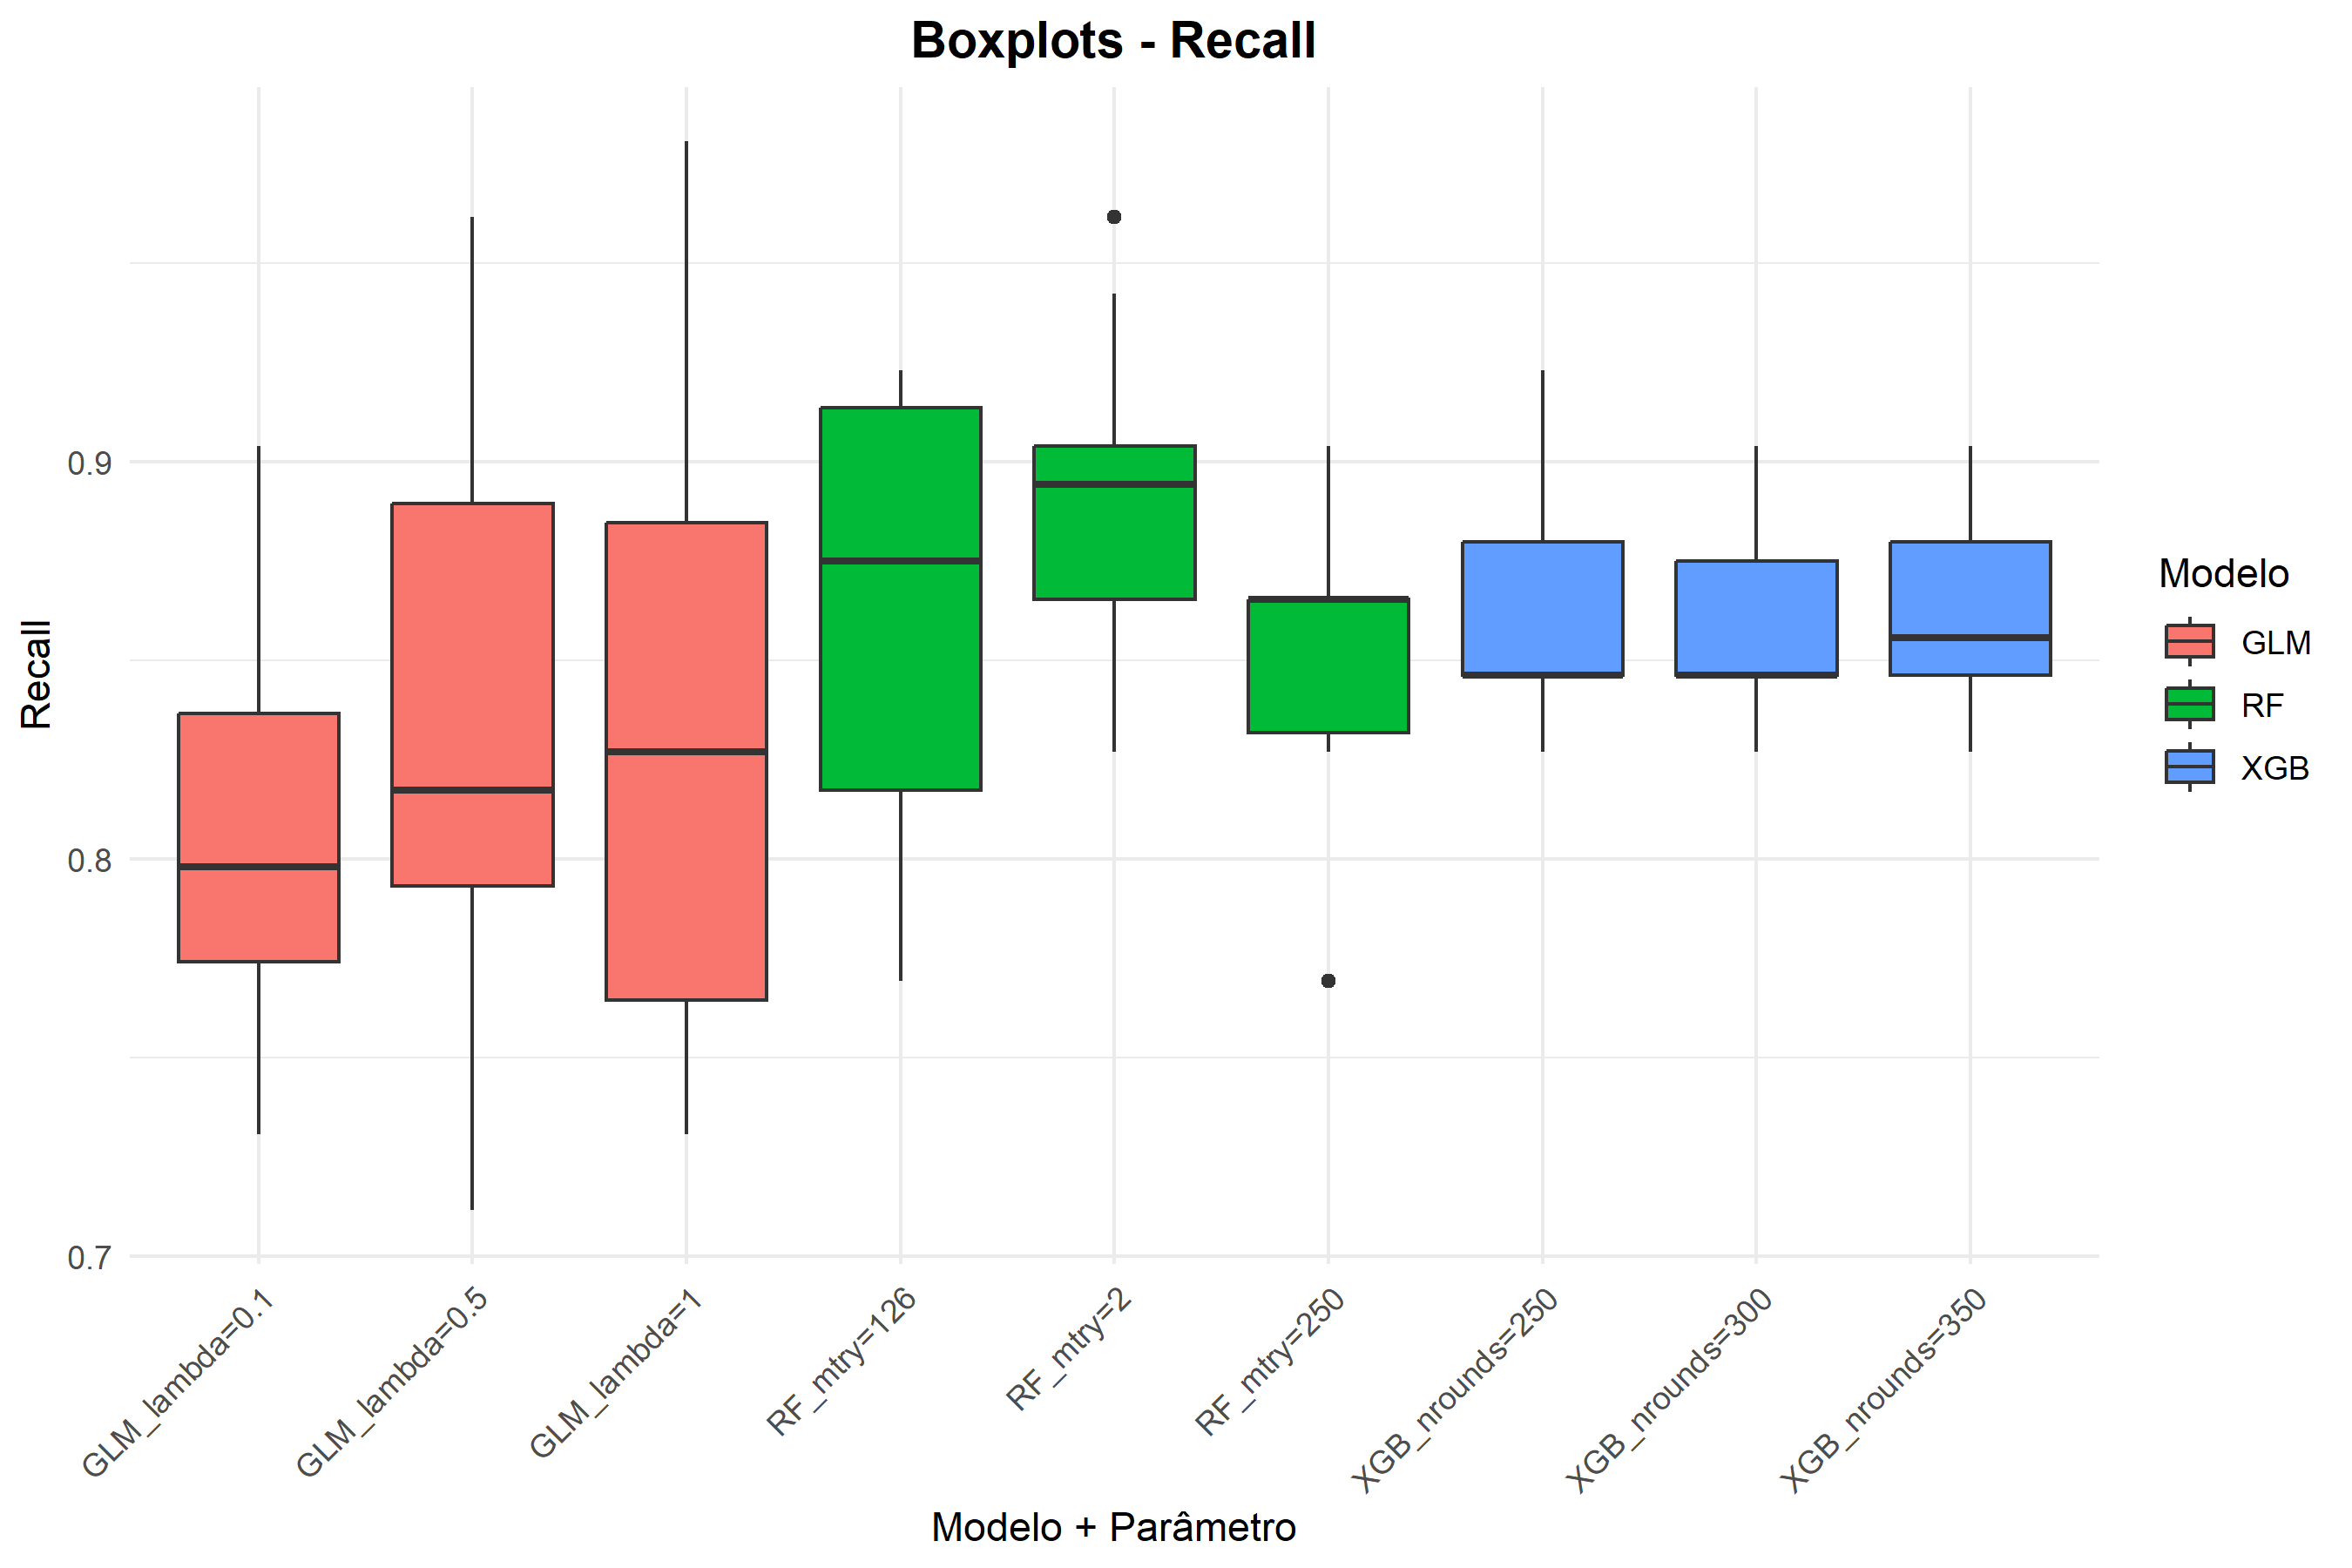 Boxplots - Recall
Recall
0.9
0.8
0.7
GLM_lambda=0.1
GLM_lambda=0.5
GLM_lambda=1
RF_mtry=126
RF_mtry=2
RF_mtry=250
XGB_nrounds=250
XGB_nrounds=300
XGB_nrounds=350
Modelo + Parâmetro
Modelo
GLM
RF
XGB